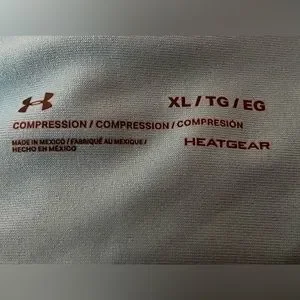 XL / TG / EG
COMPRESSION / COMPRESSION / COMPRESIÓN
MADE IN MEXICO / FABRIQUÉ AU MEXIQUE /
HECHO EN MÉXICO
HEATGEAR